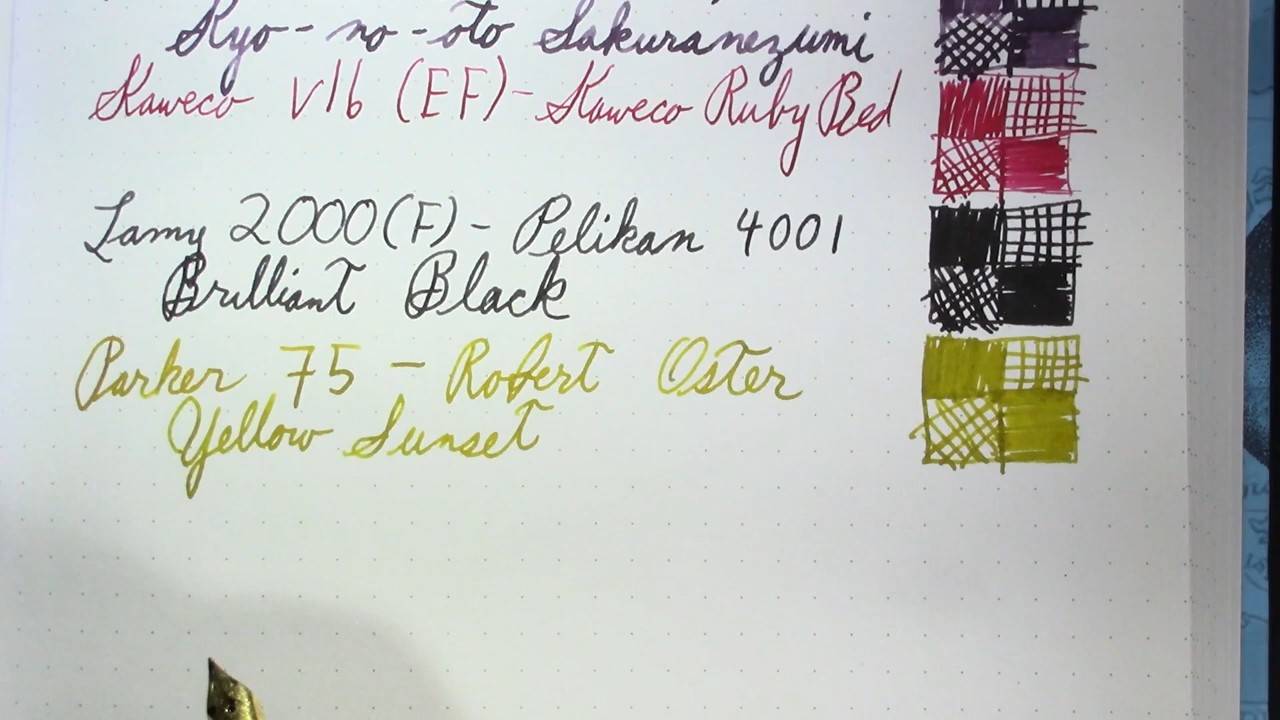 Kyo-no-oto Sakuranezumi
Kaweco V16 (EF)- Kaweco Ruby Red
Lamy 2000(F)- Pelikan 4001
Brilliant Black
Parker 75 - Robert Oster
Yellow Sunset